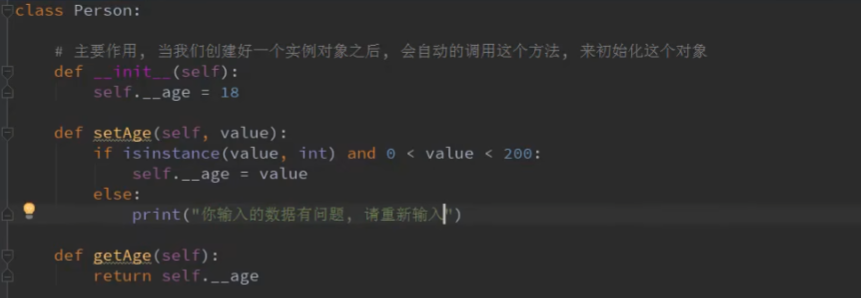 class Person:
# 主要作用, 当我们创建好一个实例对象之后, 会自动的调用这个方法, 来初始化这个对象
def __init__(self):
self.__age = 18
def setAge(self, value):
if isinstance(value, int) and 0 < value < 200:
self.__age = value
else:
print("你输入的数据有问题, 请重新输入")
def getAge(self):
return self.__age